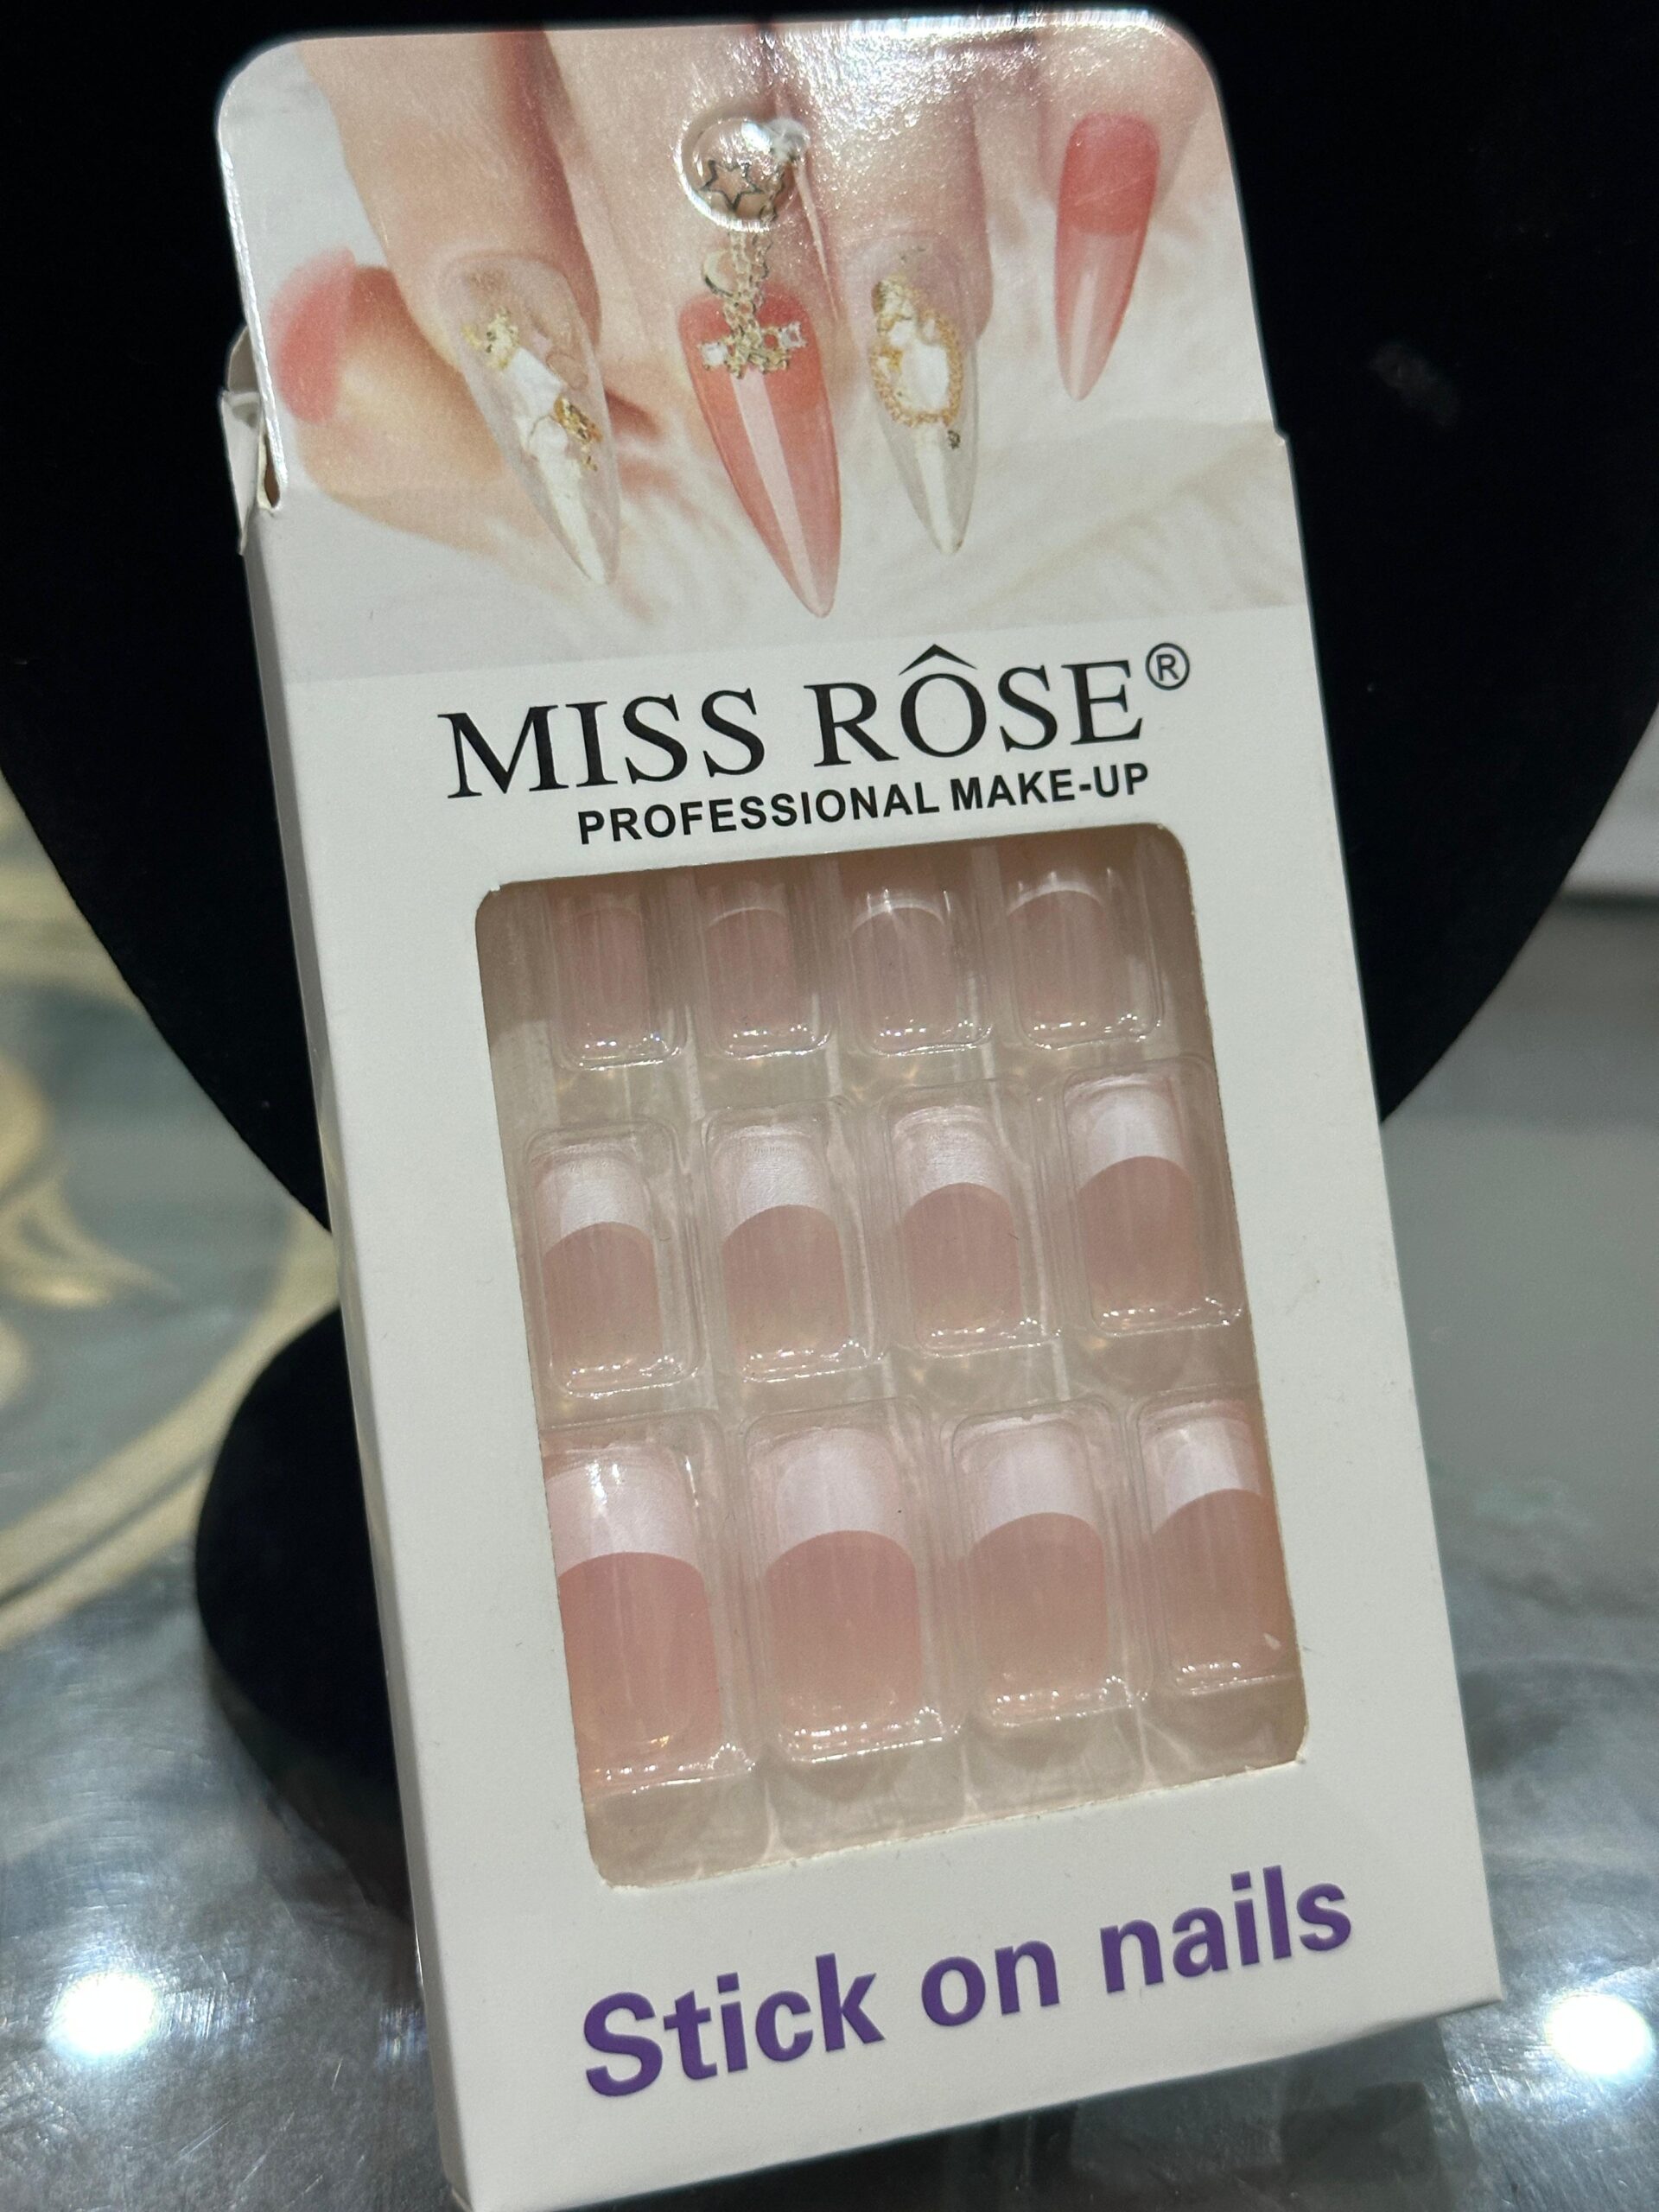 MISS RÔSE®
PROFESSIONAL MAKE-UP
Stick on nails